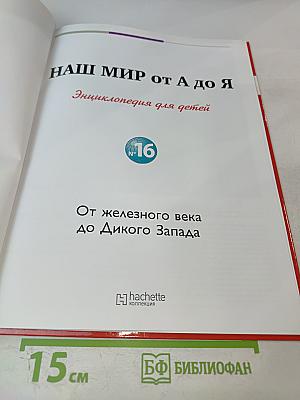 НАШ МИР от А до Я
Энциклопедия для детей
№16
От железного века
до Дикого Запада
hachette
коллекция
15 см
БФ БИБЛИОФАН